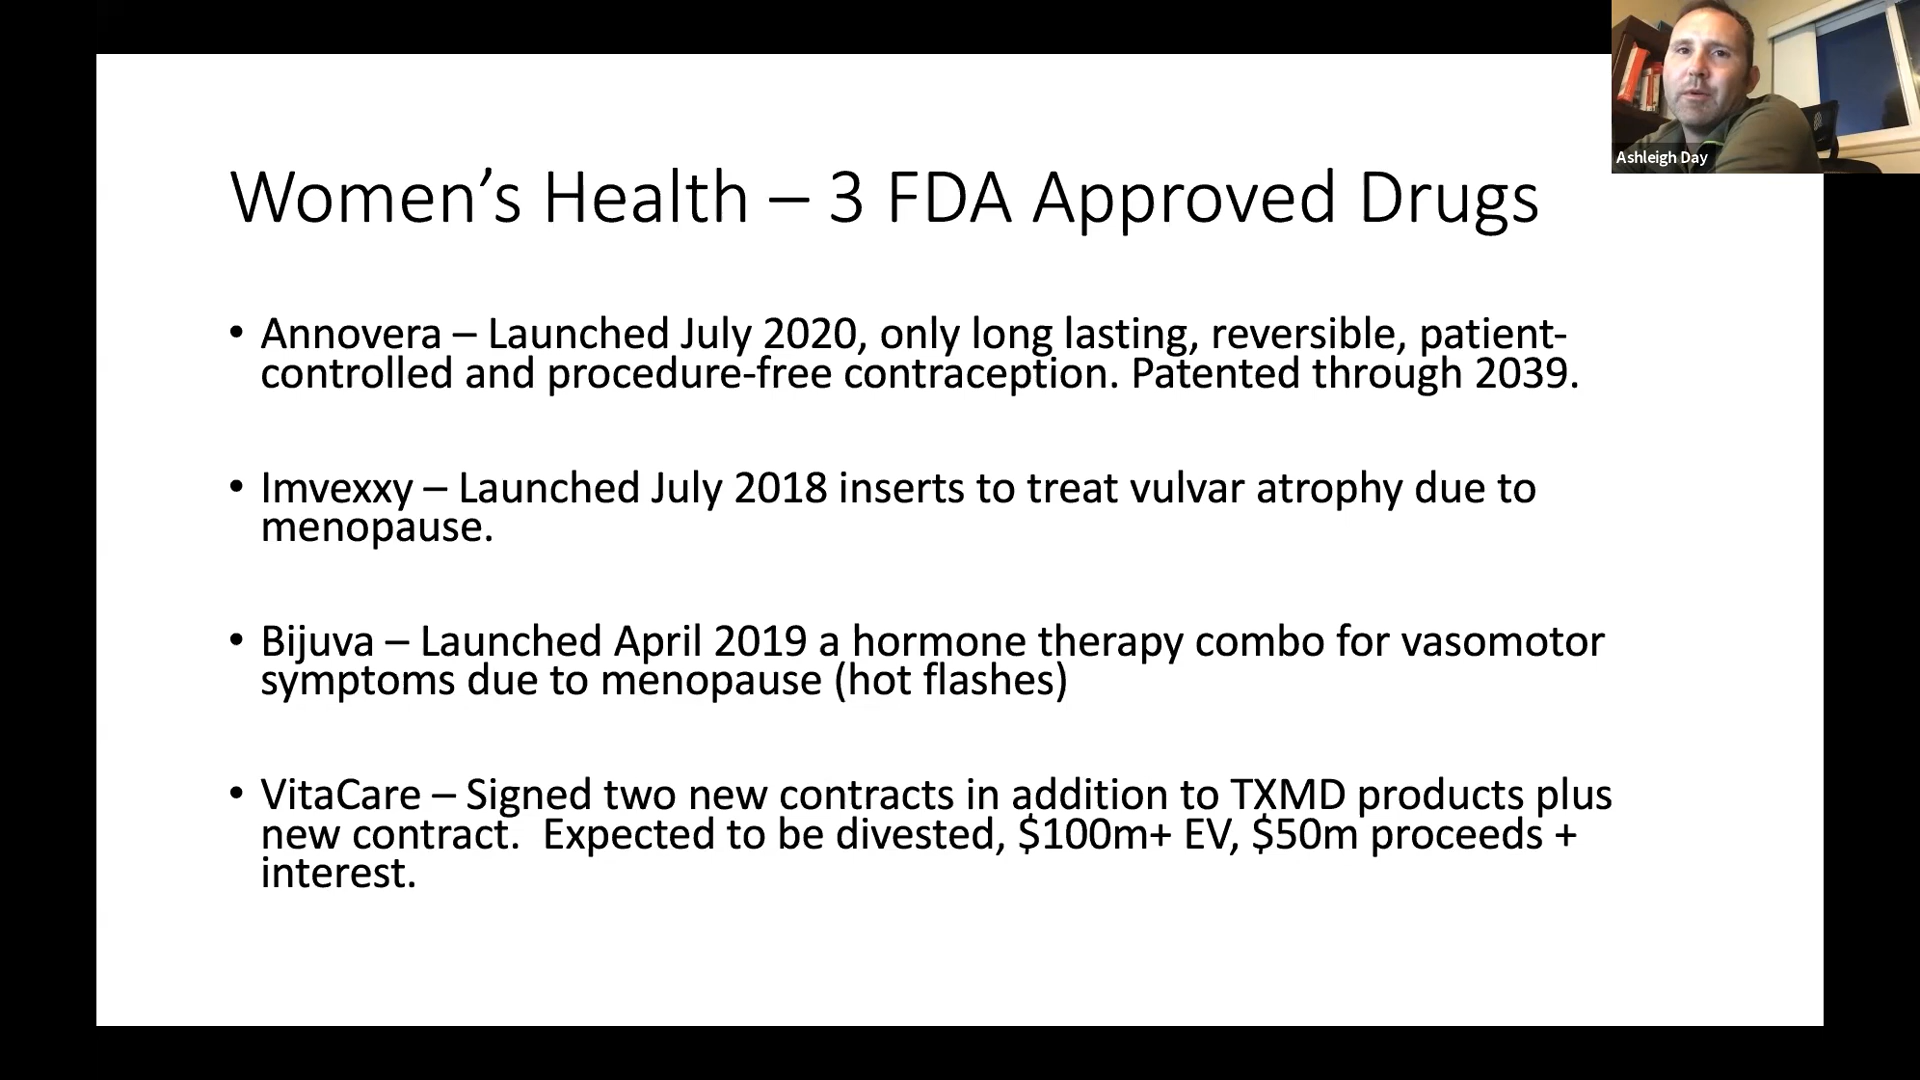 Ashleigh Day
Women’s Health – 3 FDA Approved Drugs
• Annovera – Launched July 2020, only long lasting, reversible, patient-
controlled and procedure-free contraception. Patented through 2039.
• Imvexxy – Launched July 2018 inserts to treat vulvar atrophy due to
menopause.
• Bijuva – Launched April 2019 a hormone therapy combo for vasomotor
symptoms due to menopause (hot flashes)
• VitaCare – Signed two new contracts in addition to TXMD products plus
new contract.  Expected to be divested, $100m+ EV, $50m proceeds +
interest.